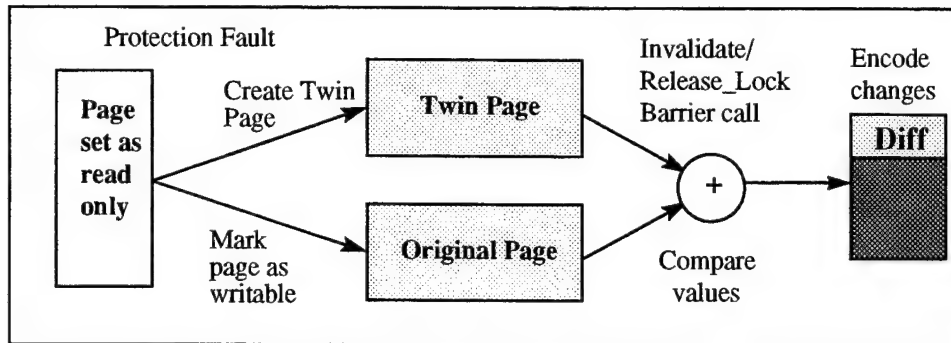 Protection Fault
Page
set as
read
only
Create Twin
Page
Mark
page as
writable
Twin Page
Original Page
Invalidate/
Release_Lock
Barrier call
+
Compare
values
Encode
changes
Diff